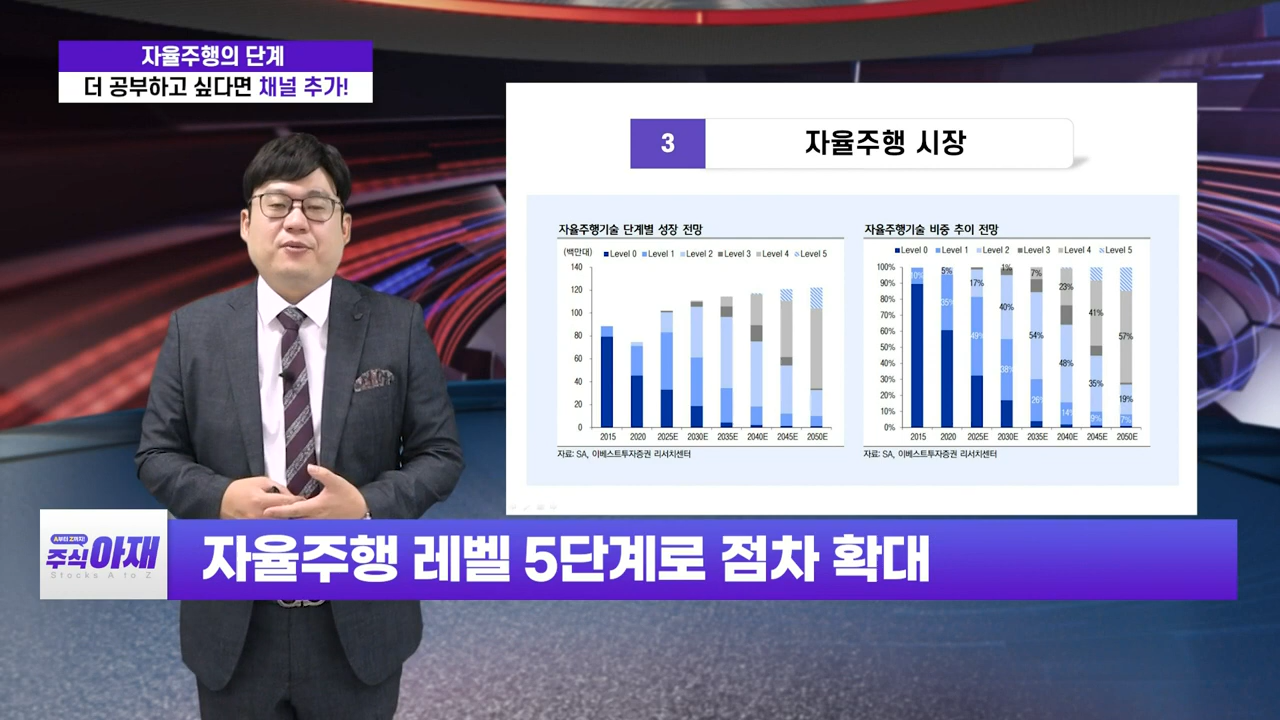 자율주행의 단계
더 공부하고 싶다면 채널 추가!
3
자율주행 시장
자율주행기술 단계별 성장 전망
(백만대)
Level 0 Level 1 Level 2 Level 3 Level 4 Level 5
140
120
100
80
60
40
20
0
2015 2020 2025E 2030E 2035E 2040E 2045E 2050E
자료: SA, 이베스트투자증권 리서치센터
자율주행기술 비중 추이 전망
Level 0 Level 1 Level 2 Level 3 Level 4 Level 5
100%
90%
80%
70%
60%
50%
40%
30%
20%
10%
0%
10%
5%
35%
17%
49%
1%
40%
38%
7%
54%
26%
23%
48%
14%
41%
35%
9%
57%
19%
7%
2015 2020 2025E 2030E 2035E 2040E 2045E 2050E
자료: SA, 이베스트투자증권 리서치센터
A부터 Z까지!
주식아재
Stocks A to Z
자율주행 레벨 5단계로 점차 확대